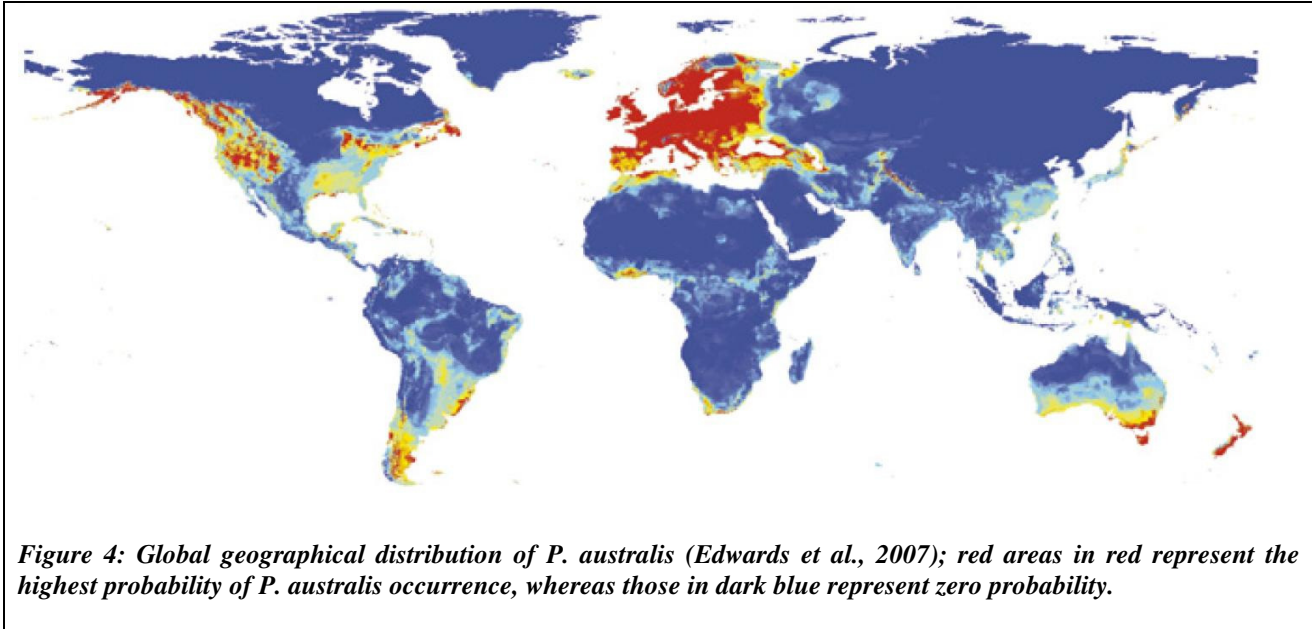 Figure 4: Global geographical distribution of P. australis (Edwards et al., 2007); red areas in red represent the
highest probability of P. australis occurrence, whereas those in dark blue represent zero probability.